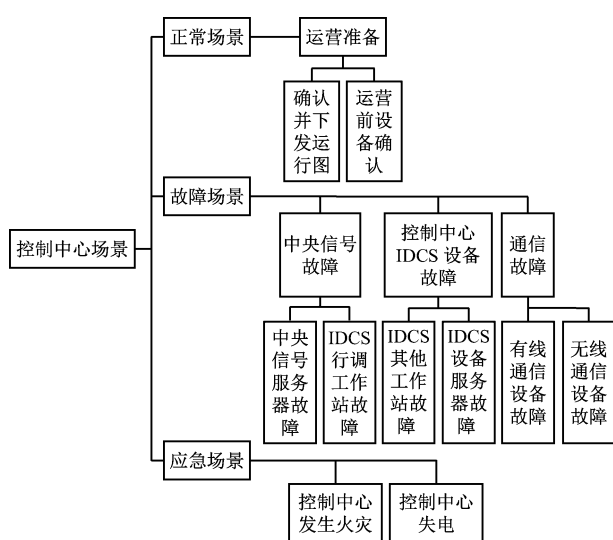 正常场景
运营准备
确认
并下
发运
行图
运营
前设
备确
认
故障场景
控制中心场景
中央信号
故障
控制中心
IDCS 设备
故障
通信
故障
中央
信号
服务
器故
障
IDCS
行调
工作
站故
障
IDCS
其他
工作
站故
障
IDCS
设备
服务
器故
障
有线
通信
设备
故障
无线
通信
设备
故障
应急场景
控制中心
发生火灾
控制中心
失电